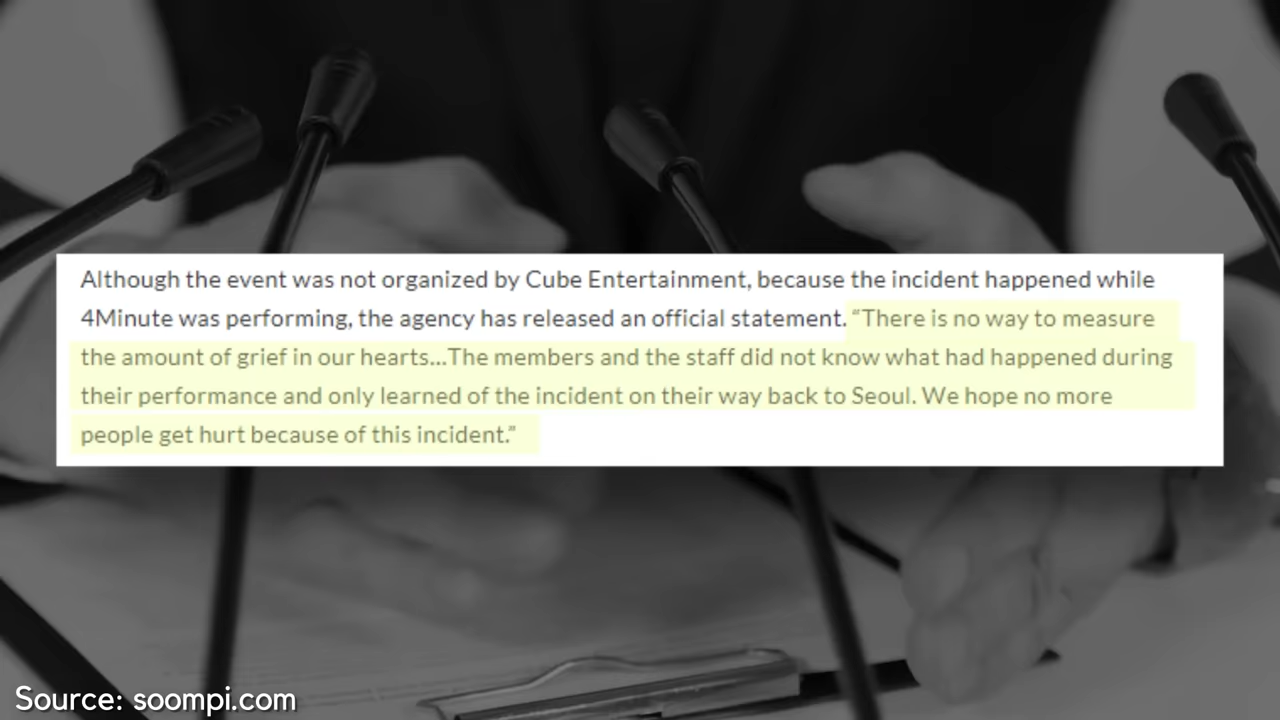 Although the event was not organized by Cube Entertainment, because the incident happened while
4Minute was performing, the agency has released an official statement. “There is no way to measure
the amount of grief in our hearts...The members and the staff did not know what had happened during
their performance and only learned of the incident on their way back to Seoul. We hope no more
people get hurt because of this incident.”
Source: soompi.com